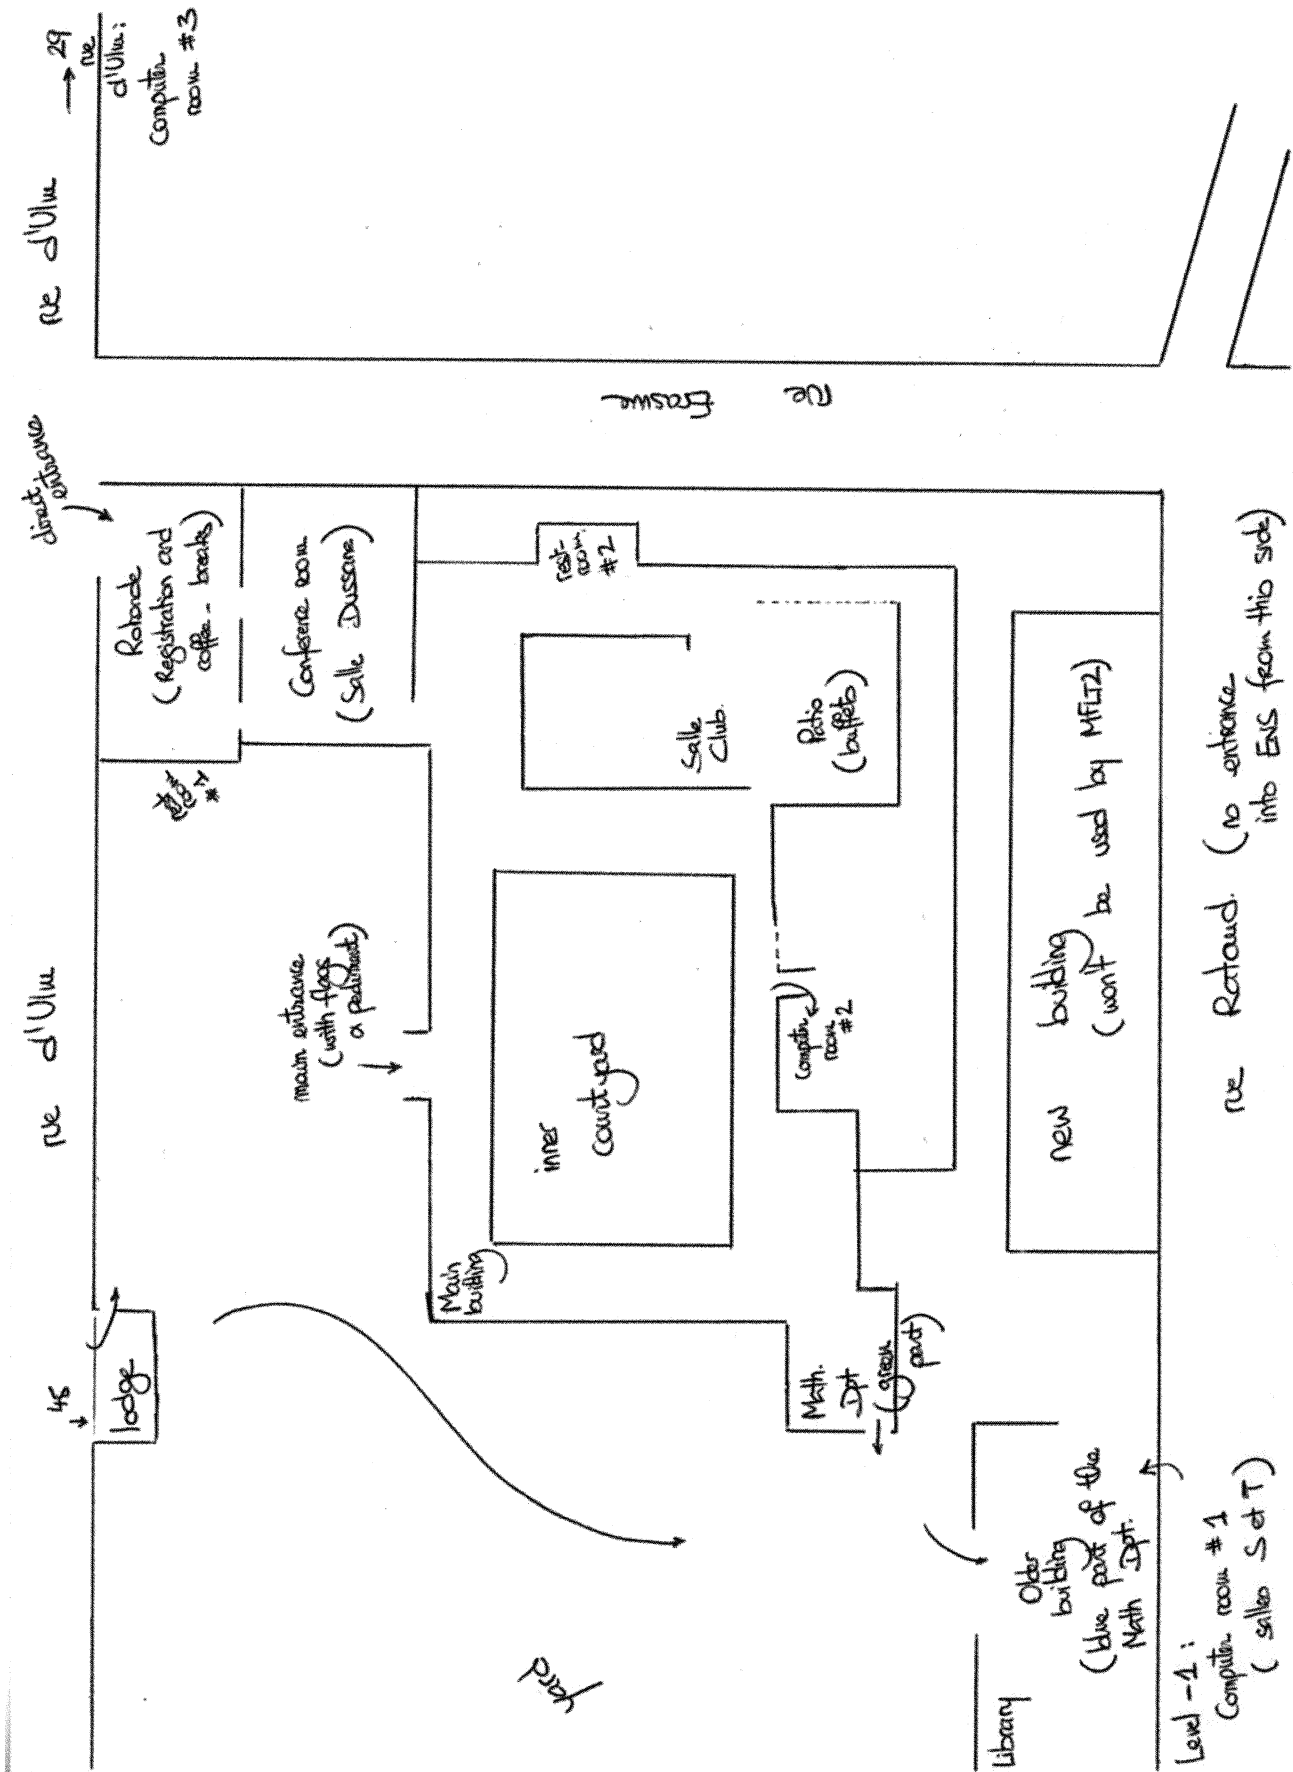 rue d'Ulm
rue d'Ulm
→ 29
rue
d'Ulm:
Computer
room #3
direct
entrance
45
lodge
Rotonde
(Registration and
coffee-breaks)
#1
Conference room
(Salle Dussane)
main entrance
(with flags
a pediment)
rue
Erasme
Main
building
inner
courtyard
rest-
room
#2
Salle
Club
Patio
(buffets)
Computer
room
#2
Math.
Dpt
(green
part)
yard
new building
(won't be used by MFLT2)
Library
Older
building
(blue part of the
Math Dpt.
Level -1:
Computer room #1
(salles S et T)
rue Rataud. (no entrance
into ENS from this side)